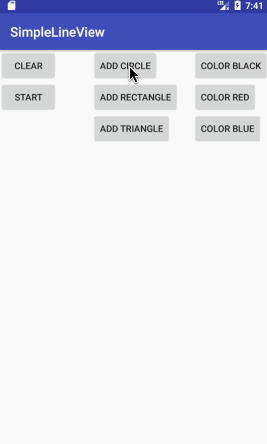 7:41
SimpleLineView
CLEAR ADD CIRCLE COLOR BLACK
START ADD RECTANGLE COLOR RED
ADD TRIANGLE COLOR BLUE